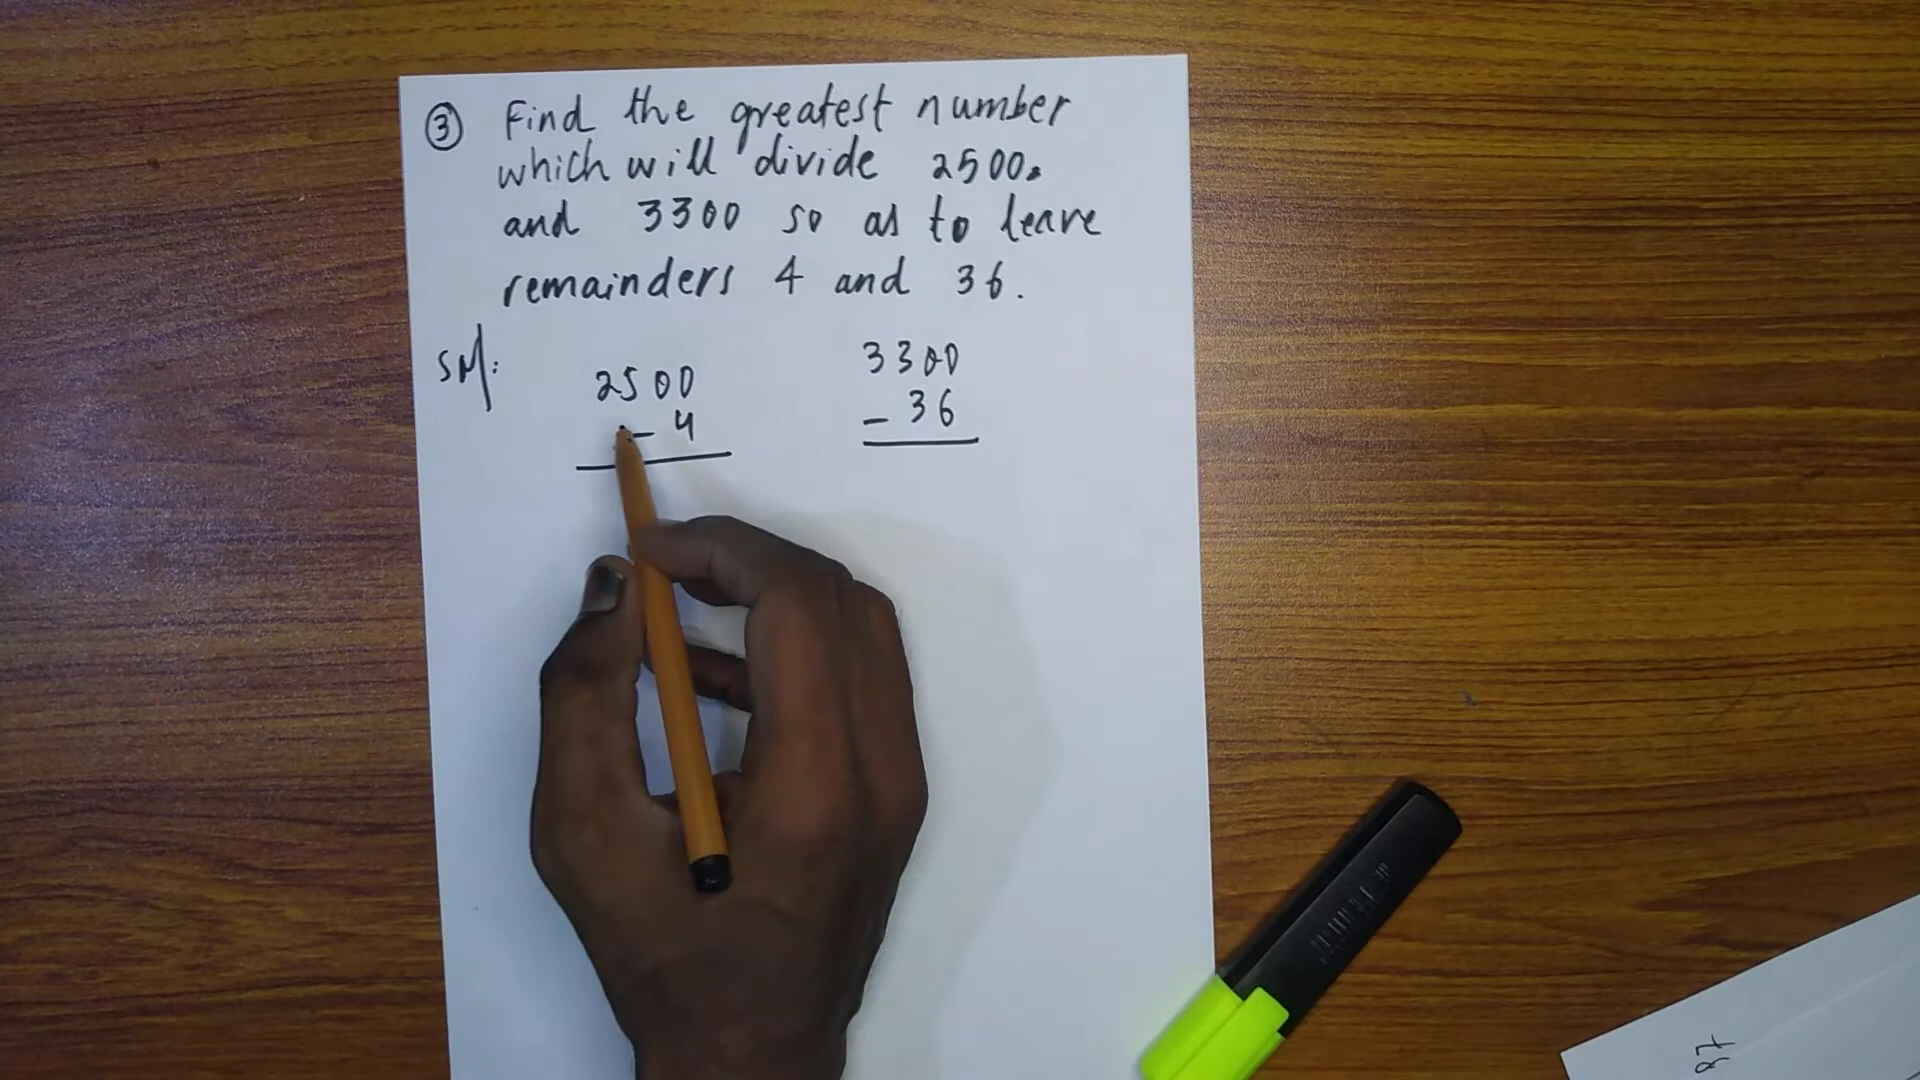 ③ Find the greatest number
which will divide 2500.
and 3300 so as to leave
remainders 4 and 36.
2500
- 4
3300
- 36
87